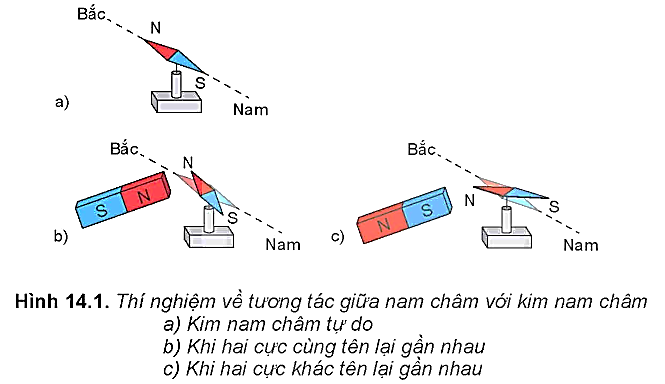 Bắc
N
S
a)
Nam
Bắc
N
S N
S
b)
Nam
Bắc
N
S
N S
c)
Nam
Hình 14.1. Thí nghiệm về tương tác giữa nam châm với kim nam châm
a) Kim nam châm tự do
b) Khi hai cực cùng tên lại gần nhau
c) Khi hai cực khác tên lại gần nhau